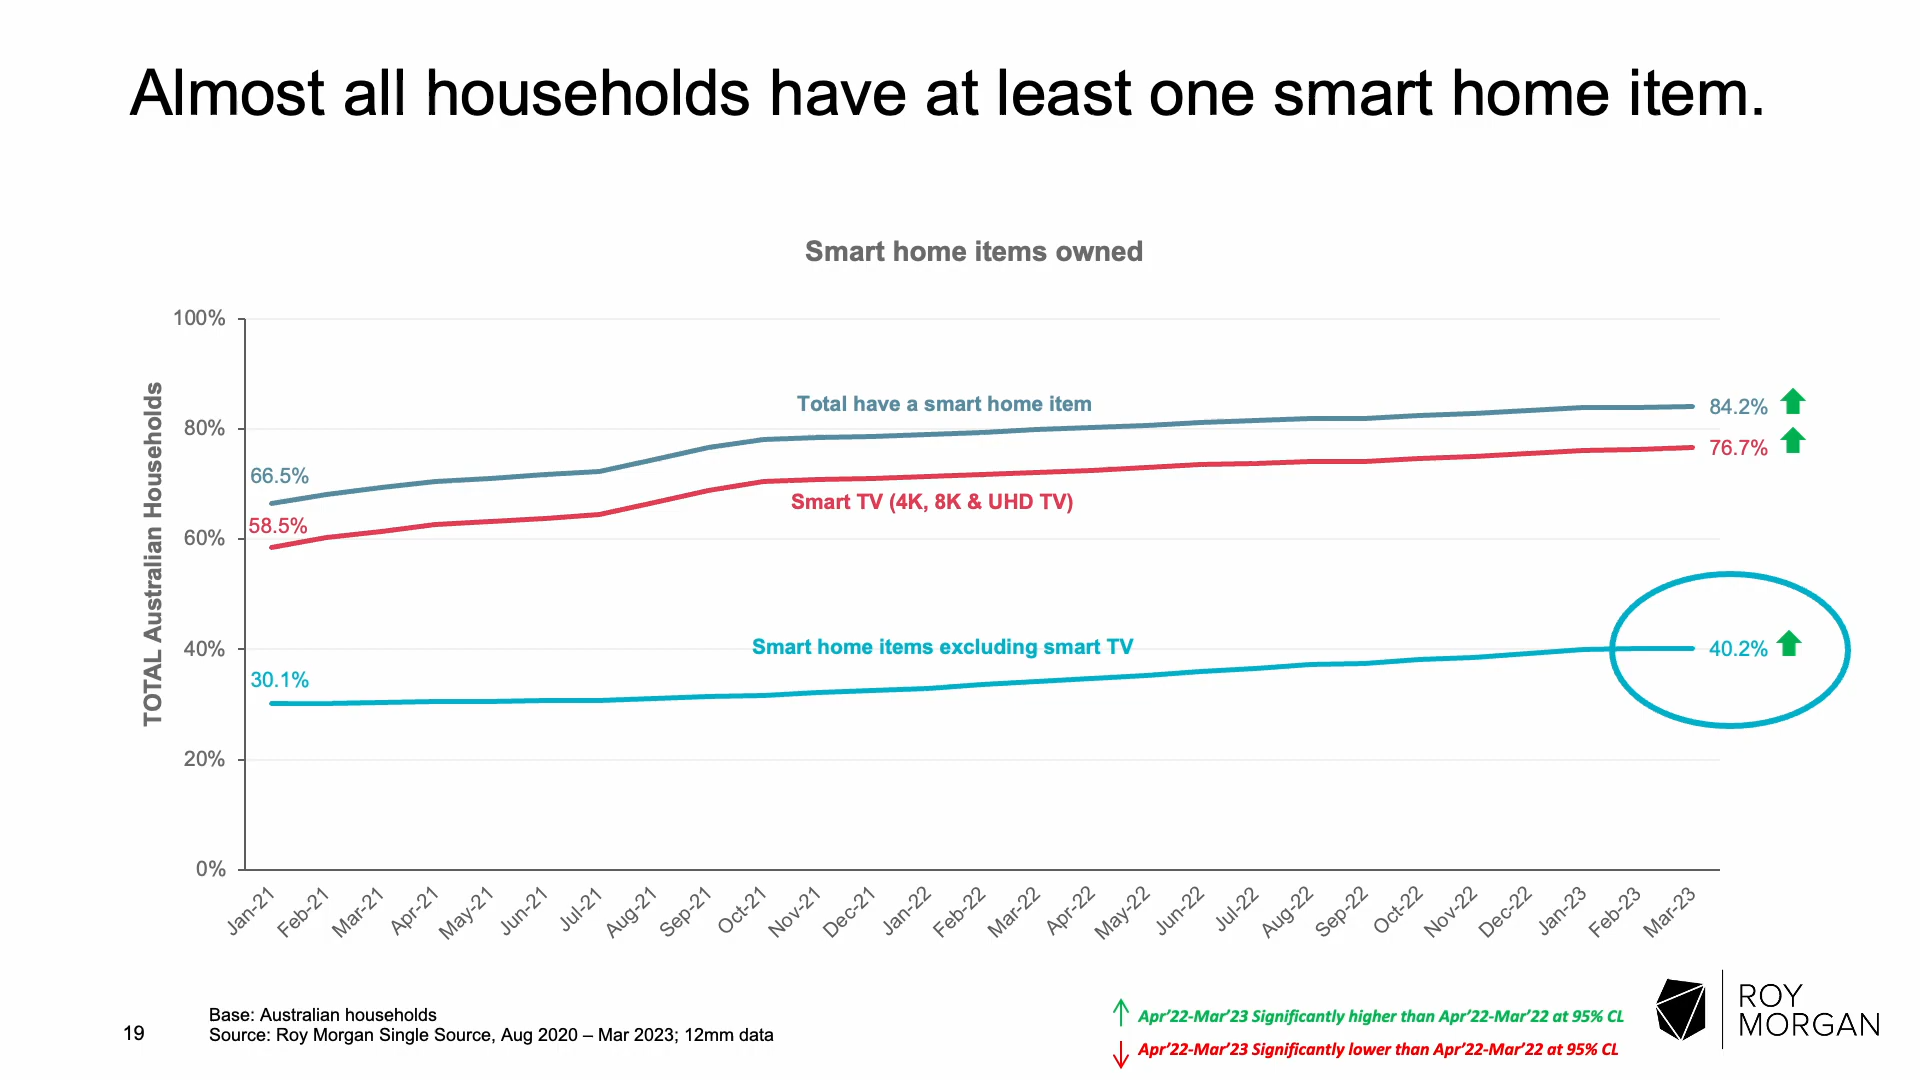 Almost all households have at least one smart home item.
Smart home items owned
TOTAL Australian Households
100%
80%
60%
40%
20%
0%
Total have a smart home item
66.5%
84.2%
Smart TV (4K, 8K & UHD TV)
58.5%
76.7%
Smart home items excluding smart TV
30.1%
40.2%
Jan-21
Feb-21
Mar-21
Apr-21
May-21
Jun-21
Jul-21
Aug-21
Sep-21
Oct-21
Nov-21
Dec-21
Jan-22
Feb-22
Mar-22
Apr-22
May-22
Jun-22
Jul-22
Aug-22
Sep-22
Oct-22
Nov-22
Dec-22
Jan-23
Feb-23
Mar-23
19
Base: Australian households
Source: Roy Morgan Single Source, Aug 2020 – Mar 2023; 12mm data
Apr’22-Mar’23 Significantly higher than Apr’22-Mar’22 at 95% CL
Apr’22-Mar’23 Significantly lower than Apr’22-Mar’22 at 95% CL
ROY
MORGAN